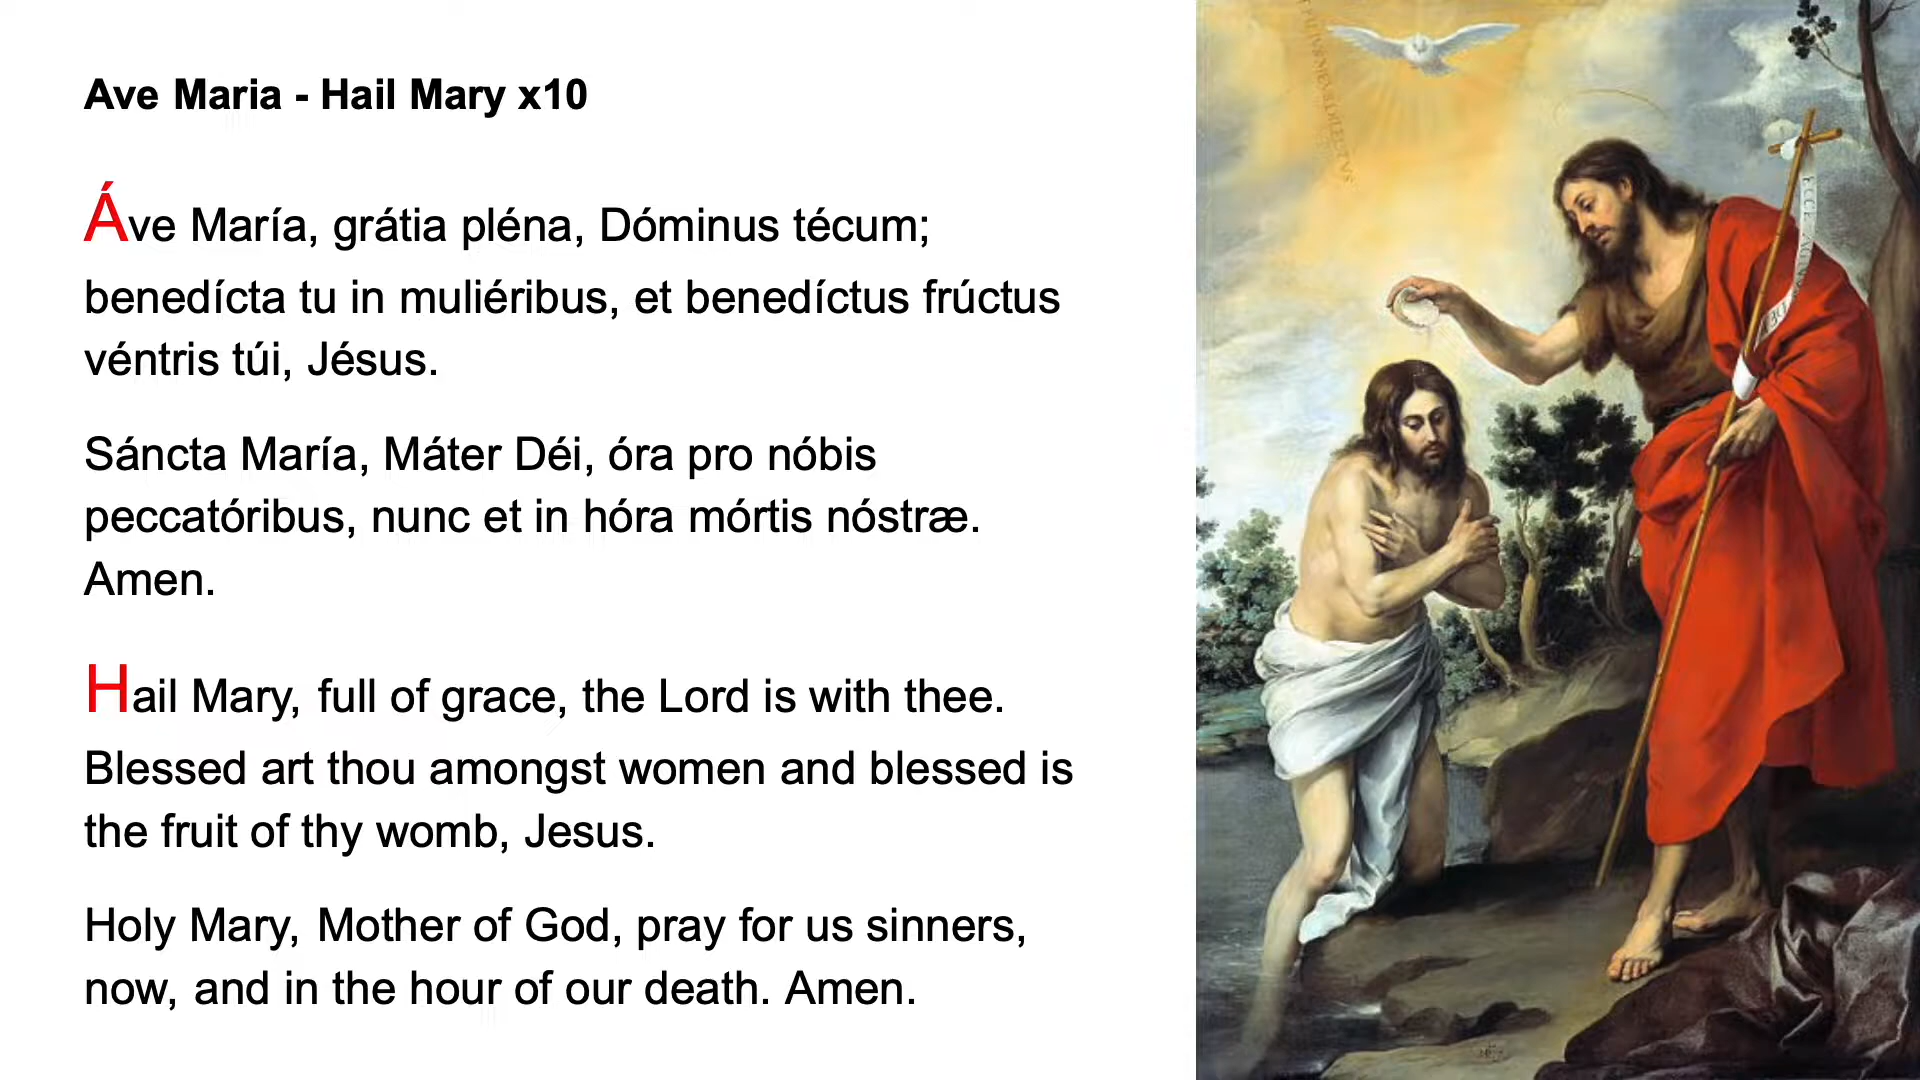 Ave Maria - Hail Mary x10
Áve María, grátia pléna, Dóminus técum;
benedícta tu in muliéribus, et benedíctus frúctus
véntris túi, Jésus.
Sáncta María, Máter Déi, óra pro nóbis
peccatóribus, nunc et in hóra mórtis nóstræ.
Amen.
Hail Mary, full of grace, the Lord is with thee.
Blessed art thou amongst women and blessed is
the fruit of thy womb, Jesus.
Holy Mary, Mother of God, pray for us sinners,
now, and in the hour of our death. Amen.